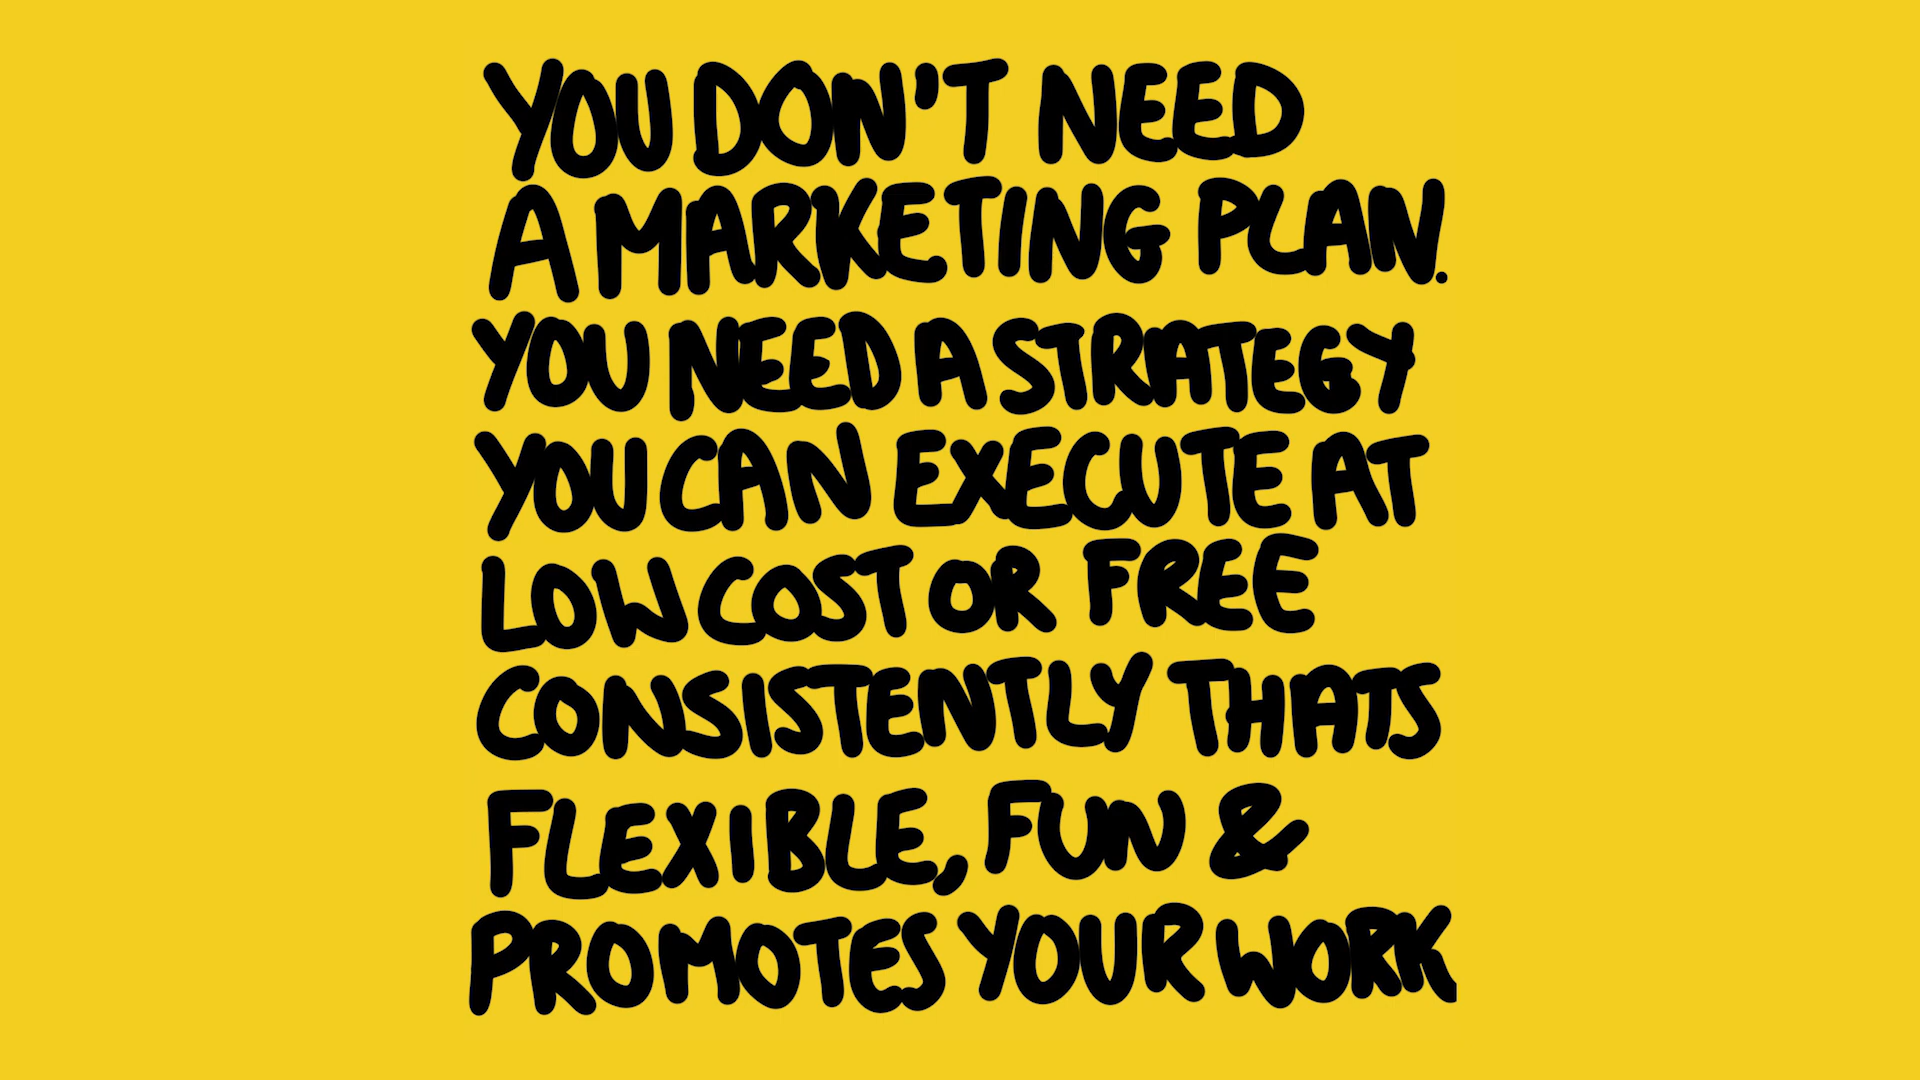 YOU DON'T NEED
A MARKETING PLAN.
YOU NEED A STRATEGY
YOU CAN EXECUTE AT
LOW COST OR FREE
CONSISTENTLY THATS
FLEXIBLE, FUN &
PROMOTES YOUR WORK